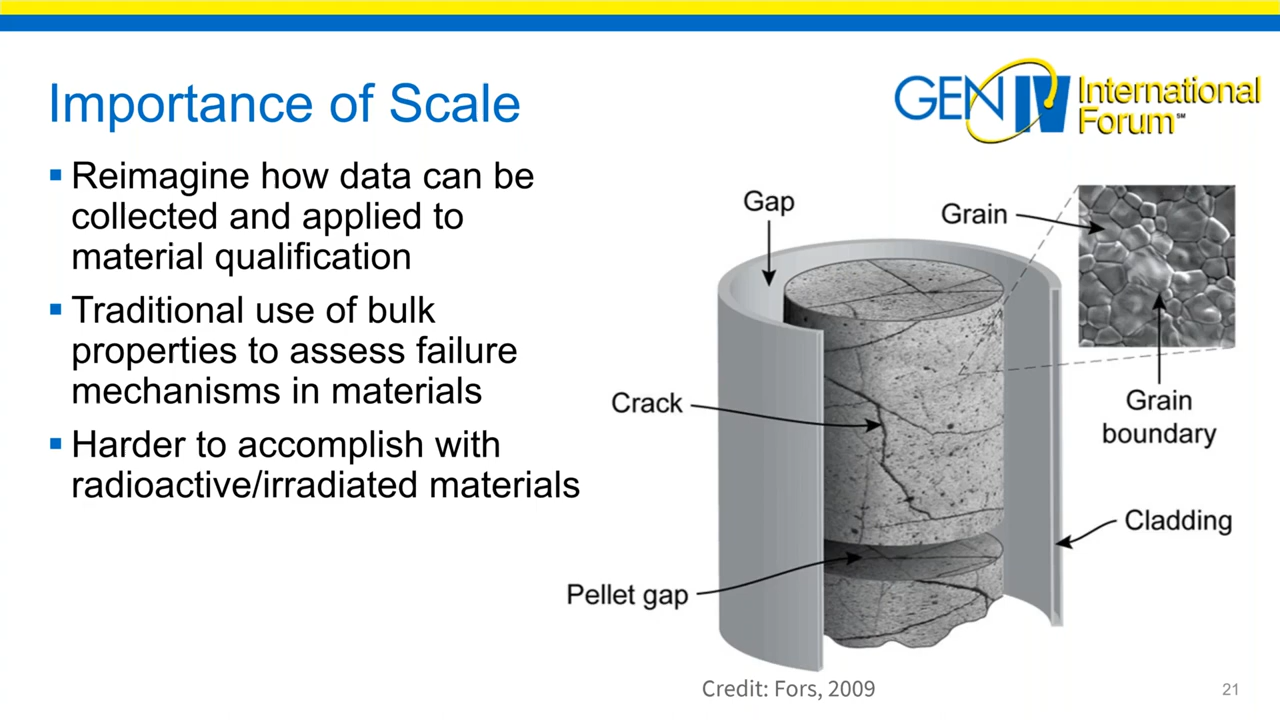 Importance of Scale
GEN IV International
Forum℠
▪ Reimagine how data can be
collected and applied to
material qualification
▪ Traditional use of bulk
properties to assess failure
mechanisms in materials
▪ Harder to accomplish with
radioactive/irradiated materials
Gap
Grain
Crack
Grain
boundary
Cladding
Pellet gap
Credit: Fors, 2009
21